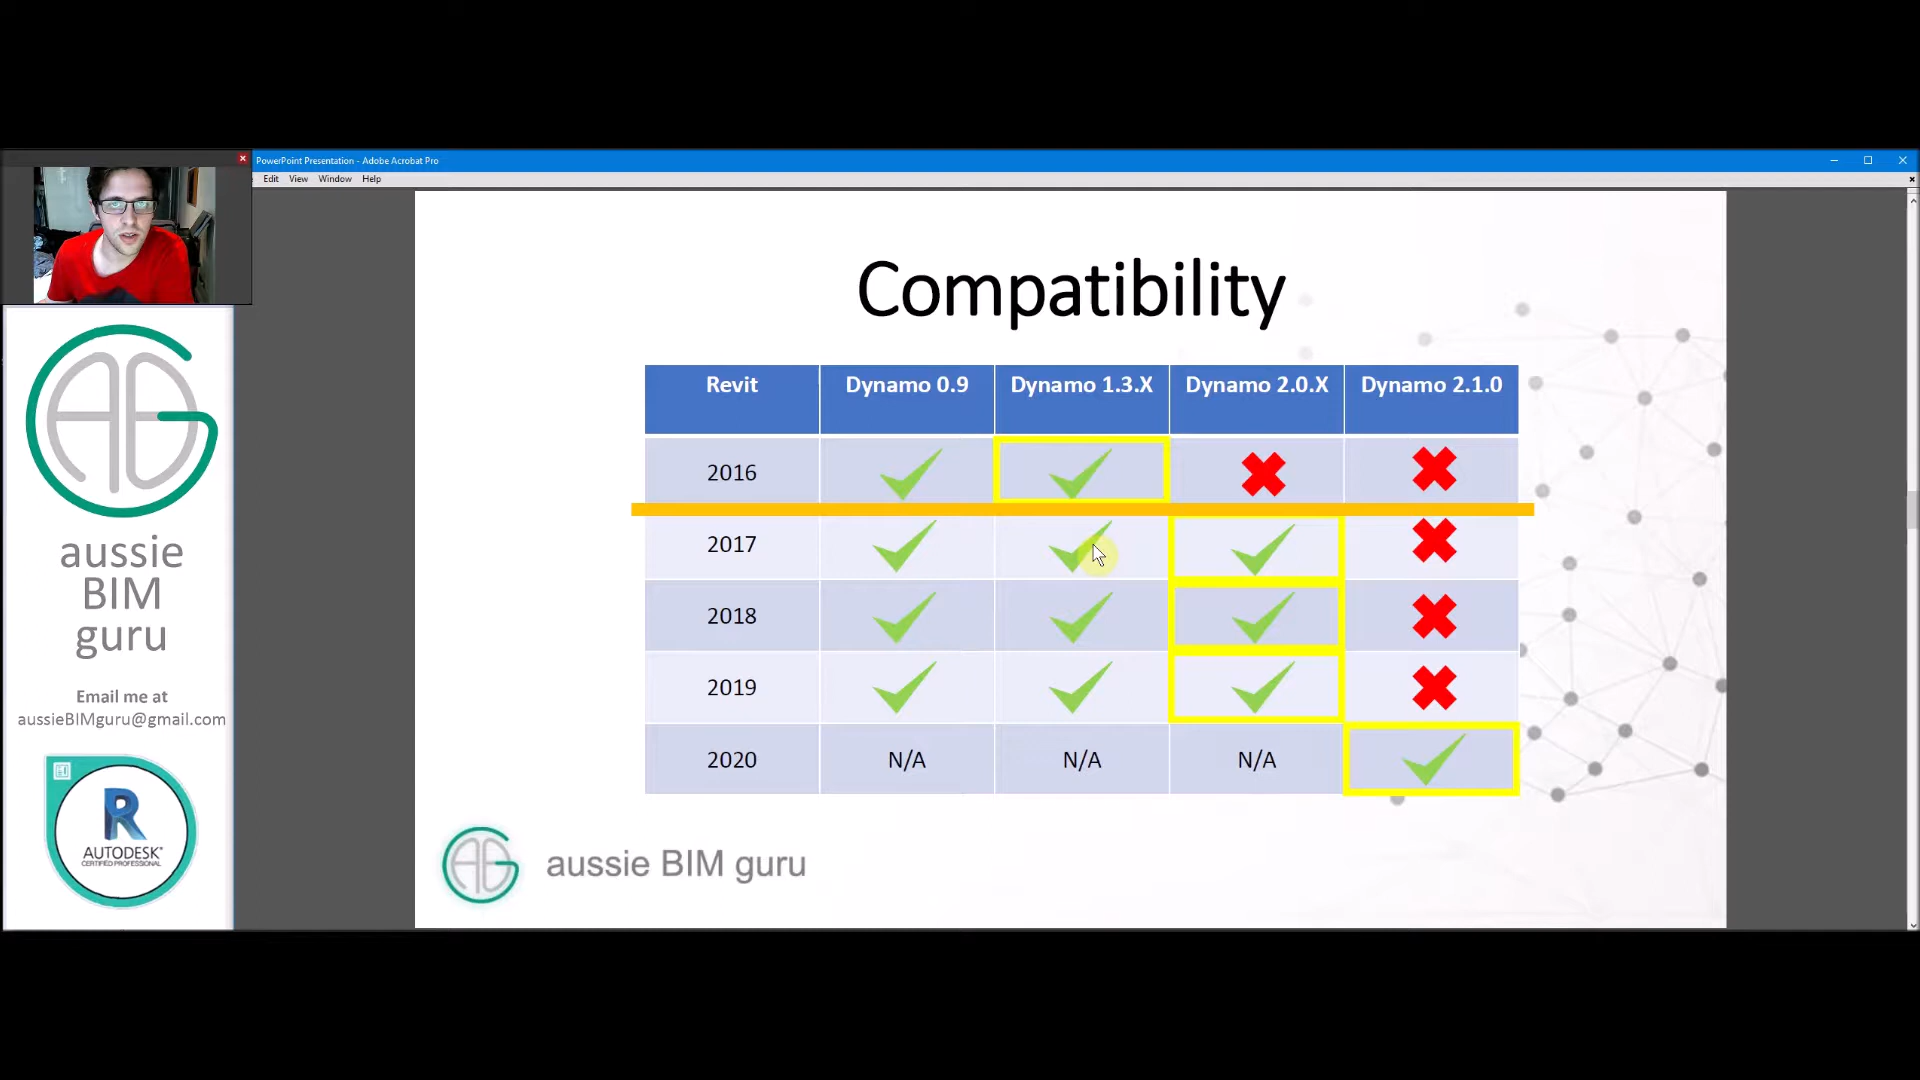 PowerPoint Presentation - Adobe Acrobat Pro
Edit View Window Help
Compatibility
Revit Dynamo 0.9 Dynamo 1.3.X Dynamo 2.0.X Dynamo 2.1.0
2016
2017
2018
2019
2020 N/A N/A N/A
aussie BIM guru
AG
aussie
BIM
guru
Email me at
aussieBIMguru@gmail.com
R
AUTODESK
CERTIFIED PROFESSIONAL